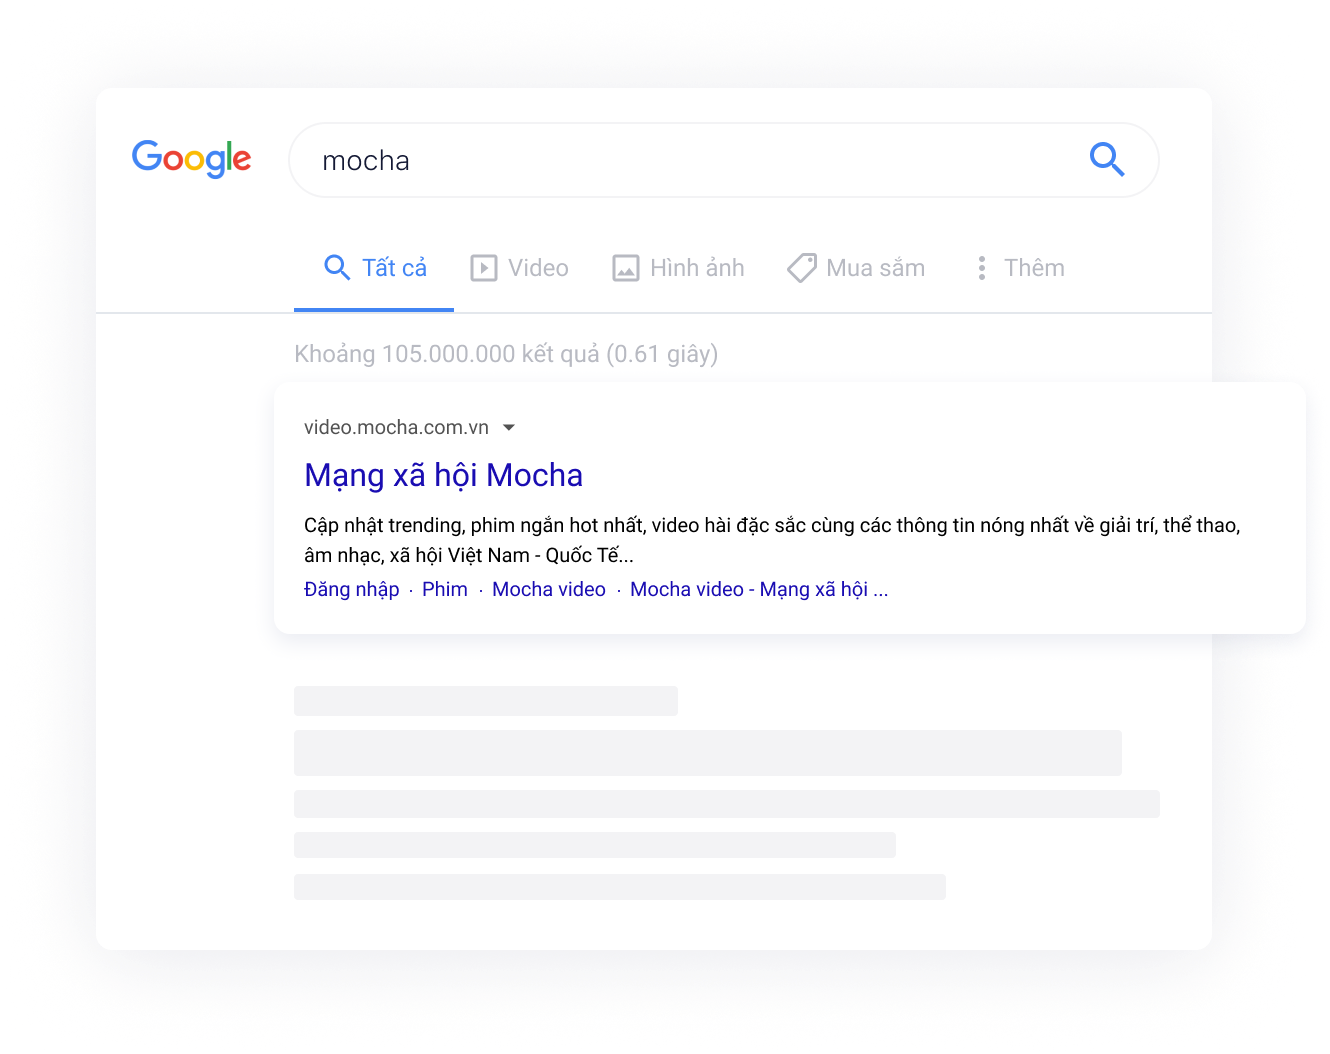 Google
mocha
Tất cả Video Hình ảnh Mua sắm Thêm
Khoảng 105.000.000 kết quả (0.61 giây)
video.mocha.com.vn
Mạng xã hội Mocha
Cập nhật trending, phim ngắn hot nhất, video hài đặc sắc cùng các thông tin nóng nhất về giải trí, thể thao,
âm nhạc, xã hội Việt Nam - Quốc Tế...
Đăng nhập · Phim · Mocha video · Mocha video - Mạng xã hội ...